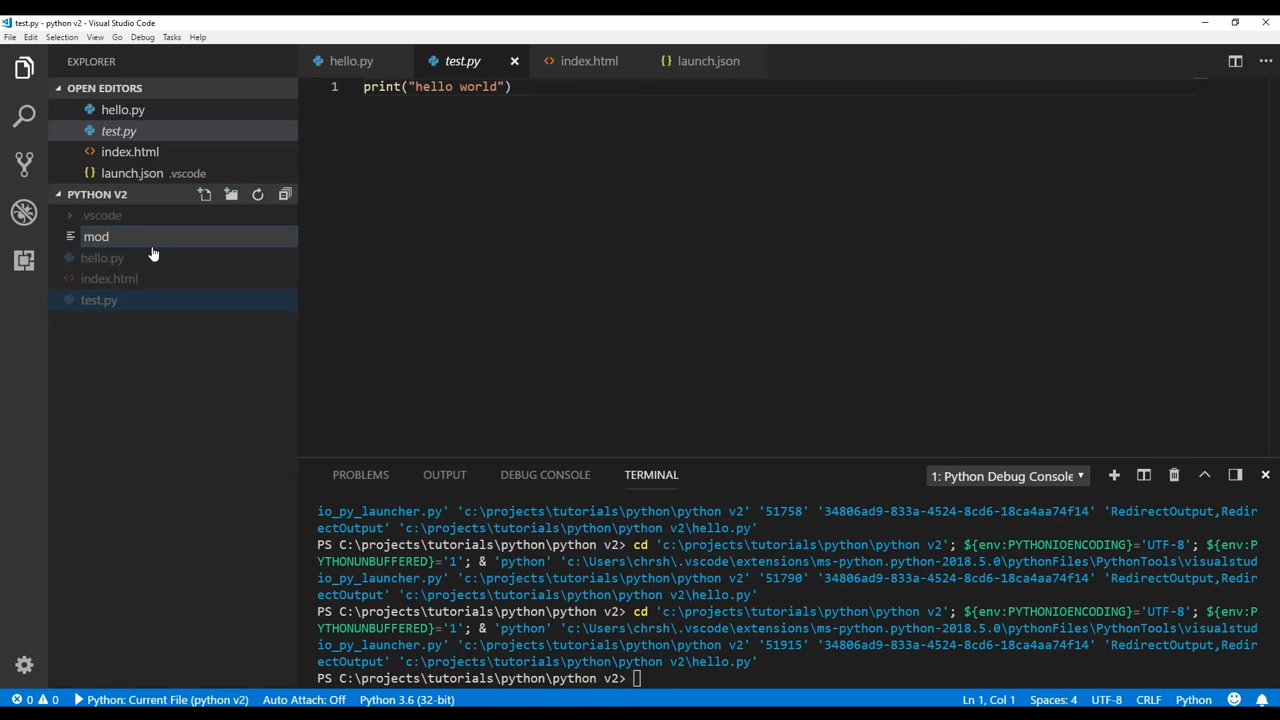 test.py - python v2 - Visual Studio Code
File Edit Selection View Go Debug Tasks Help
EXPLORER
hello.py
test.py
index.html
launch.json
OPEN EDITORS
hello.py
test.py
index.html
launch.json .vscode
PYTHON V2
.vscode
mod
hello.py
index.html
test.py
1 print("hello world")
PROBLEMS OUTPUT DEBUG CONSOLE TERMINAL
1: Python Debug Console
io_py_launcher.py' 'c:\projects\tutorials\python\python v2' '51758' '34806ad9-833a-4524-8cd6-18ca4aa74f14' 'RedirectOutput,Redir
ectOutput' 'c:\projects\tutorials\python\python v2\hello.py'
PS C:\projects\tutorials\python\python v2> cd 'c:\projects\tutorials\python\python v2'; ${env:PYTHONIOENCODING}='UTF-8'; ${env:P
YTHONUNBUFFERED}='1'; & 'python' 'c:\Users\chrsh\.vscode\extensions\ms-python.python-2018.5.0\pythonFiles\PythonTools\visualstud
io_py_launcher.py' 'c:\projects\tutorials\python\python v2' '51790' '34806ad9-833a-4524-8cd6-18ca4aa74f14' 'RedirectOutput,Redir
ectOutput' 'c:\projects\tutorials\python\python v2\hello.py'
PS C:\projects\tutorials\python\python v2> cd 'c:\projects\tutorials\python\python v2'; ${env:PYTHONIOENCODING}='UTF-8'; ${env:P
YTHONUNBUFFERED}='1'; & 'python' 'c:\Users\chrsh\.vscode\extensions\ms-python.python-2018.5.0\pythonFiles\PythonTools\visualstud
io_py_launcher.py' 'c:\projects\tutorials\python\python v2' '51915' '34806ad9-833a-4524-8cd6-18ca4aa74f14' 'RedirectOutput,Redir
ectOutput' 'c:\projects\tutorials\python\python v2\hello.py'
PS C:\projects\tutorials\python\python v2>
0 0 Python: Current File (python v2) Auto Attach: Off Python 3.6 (32-bit) Ln 1, Col 1 Spaces: 4 UTF-8 CRLF Python